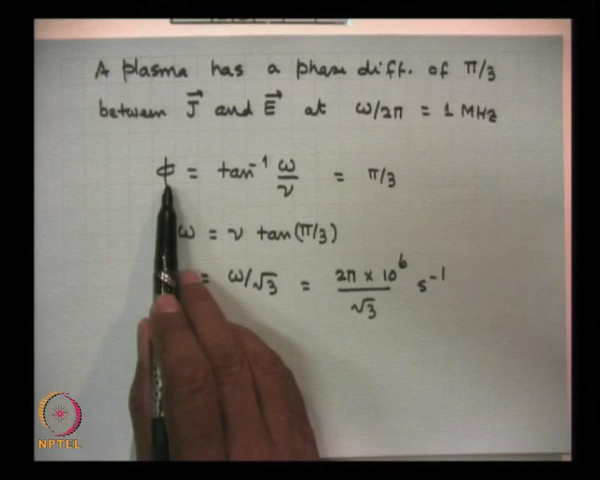 A plasma has a phase diff. of π/3
between J⃗ and E⃗ at ω/2π = 1 MHz
ϕ = tan⁻¹ ω/ν = π/3
ω = ν tan(π/3)
= ω/√3 = 2π × 10⁶/√3 s⁻¹
NPTEL